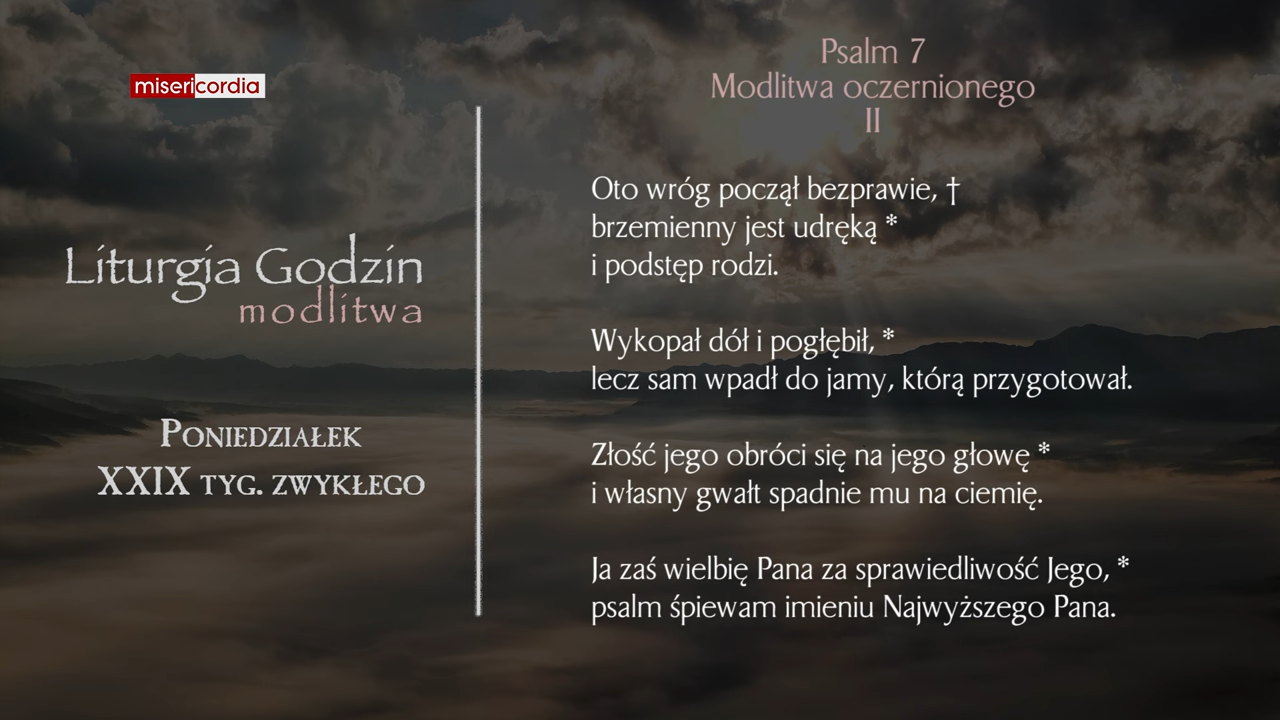 misericordia
Liturgia Godzin
modlitwa
Poniedziałek
XXIX tyg. zwykłego
Psalm 7
Modlitwa oczernionego
II
Oto wróg począł bezprawie, †
brzemienny jest udręką *
i podstęp rodzi.
Wykopał dół i pogłębił, *
lecz sam wpadł do jamy, którą przygotował.
Złość jego obróci się na jego głowę *
i własny gwałt spadnie mu na ciemię.
Ja zaś wielbię Pana za sprawiedliwość Jego, *
psalm śpiewam imieniu Najwyższego Pana.